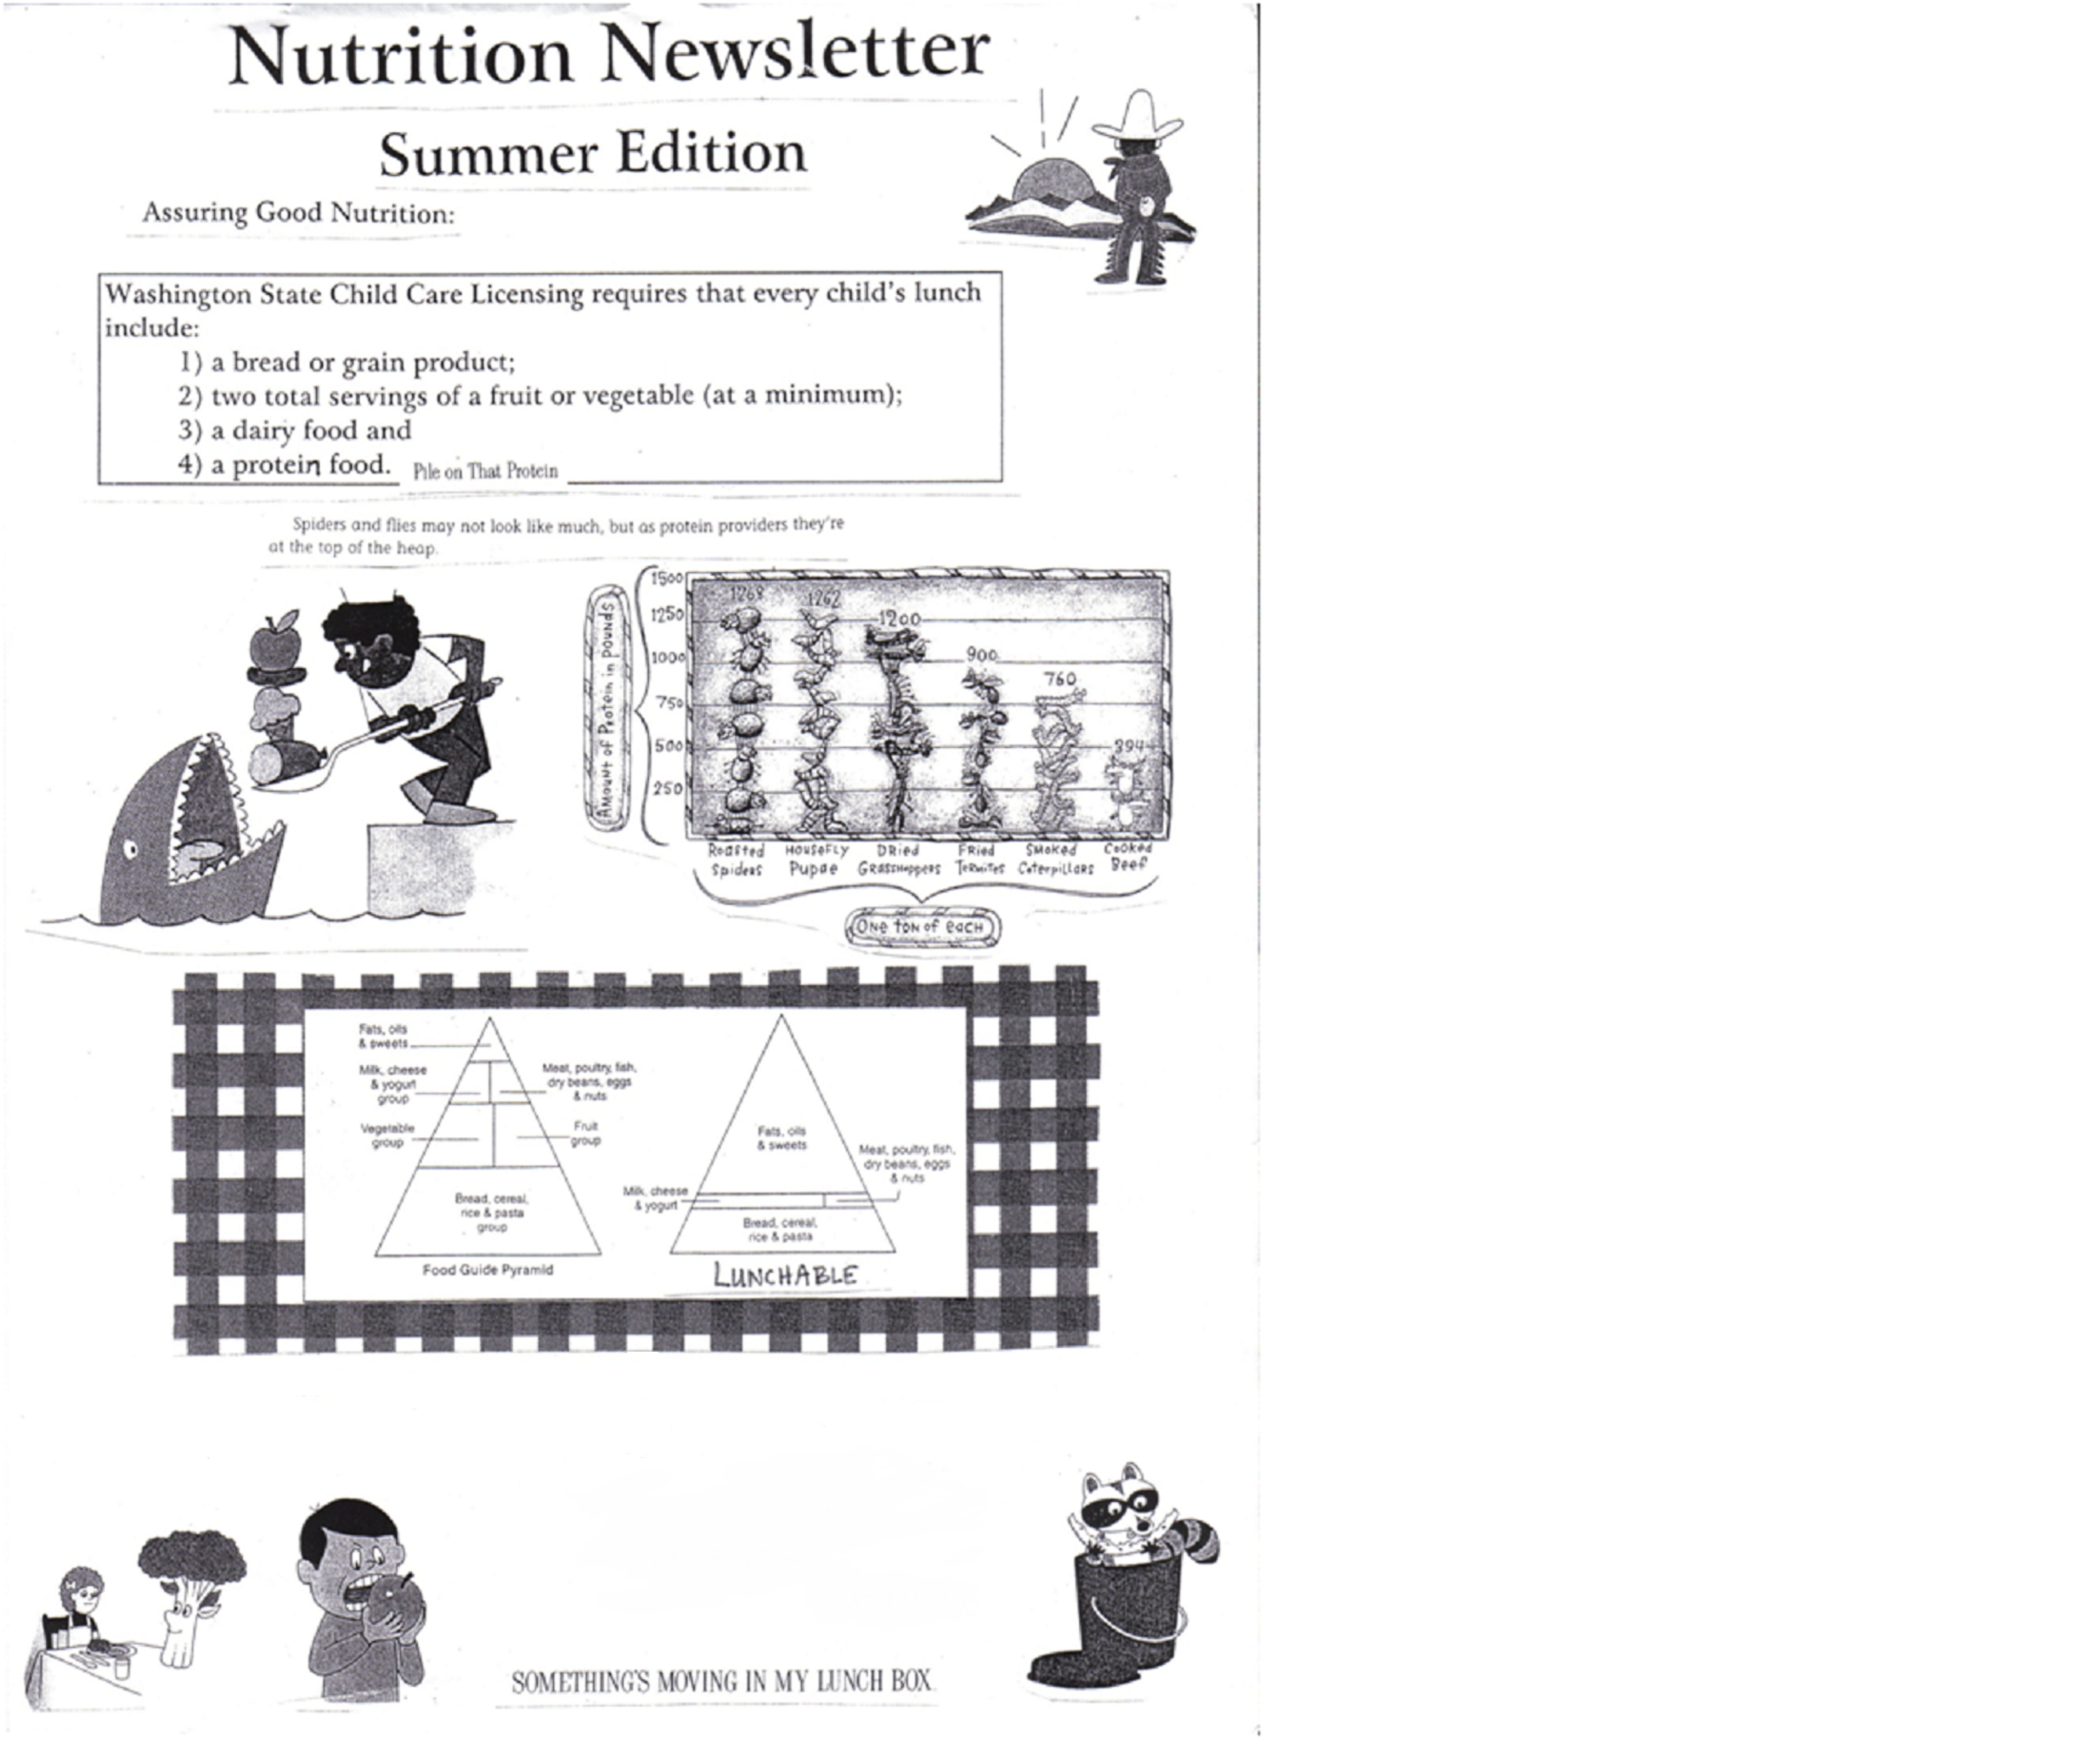 Nutrition Newsletter
Summer Edition
Assuring Good Nutrition:
Washington State Child Care Licensing requires that every child's lunch
include:
1) a bread or grain product;
2) two total servings of a fruit or vegetable (at a minimum);
3) a dairy food and
4) a protein food.
Pile on That Protein
Spiders and flies may not look like much, but as protein providers they're
at the top of the heap.
Amount of Protein in pounds
1500
1250
1000
750
500
250
1268
1262
1200
900
760
394
Roasted
Spiders
Housefly
Pupae
Dried
Grasshoppers
Fried
Termites
Smoked
Caterpillars
Cooked
Beef
One ton of each
Fats, oils
& sweets
Milk, cheese
& yogurt
group
Meat, poultry, fish,
dry beans, eggs
& nuts
Vegetable
group
Fruit
group
Bread, cereal,
rice & pasta
group
Food Guide Pyramid
Fats, oils
& sweets
Meat, poultry, fish,
dry beans, eggs
& nuts
Milk, cheese
& yogurt
Bread, cereal,
rice & pasta
LUNCHABLE
SOMETHING'S MOVING IN MY LUNCH BOX